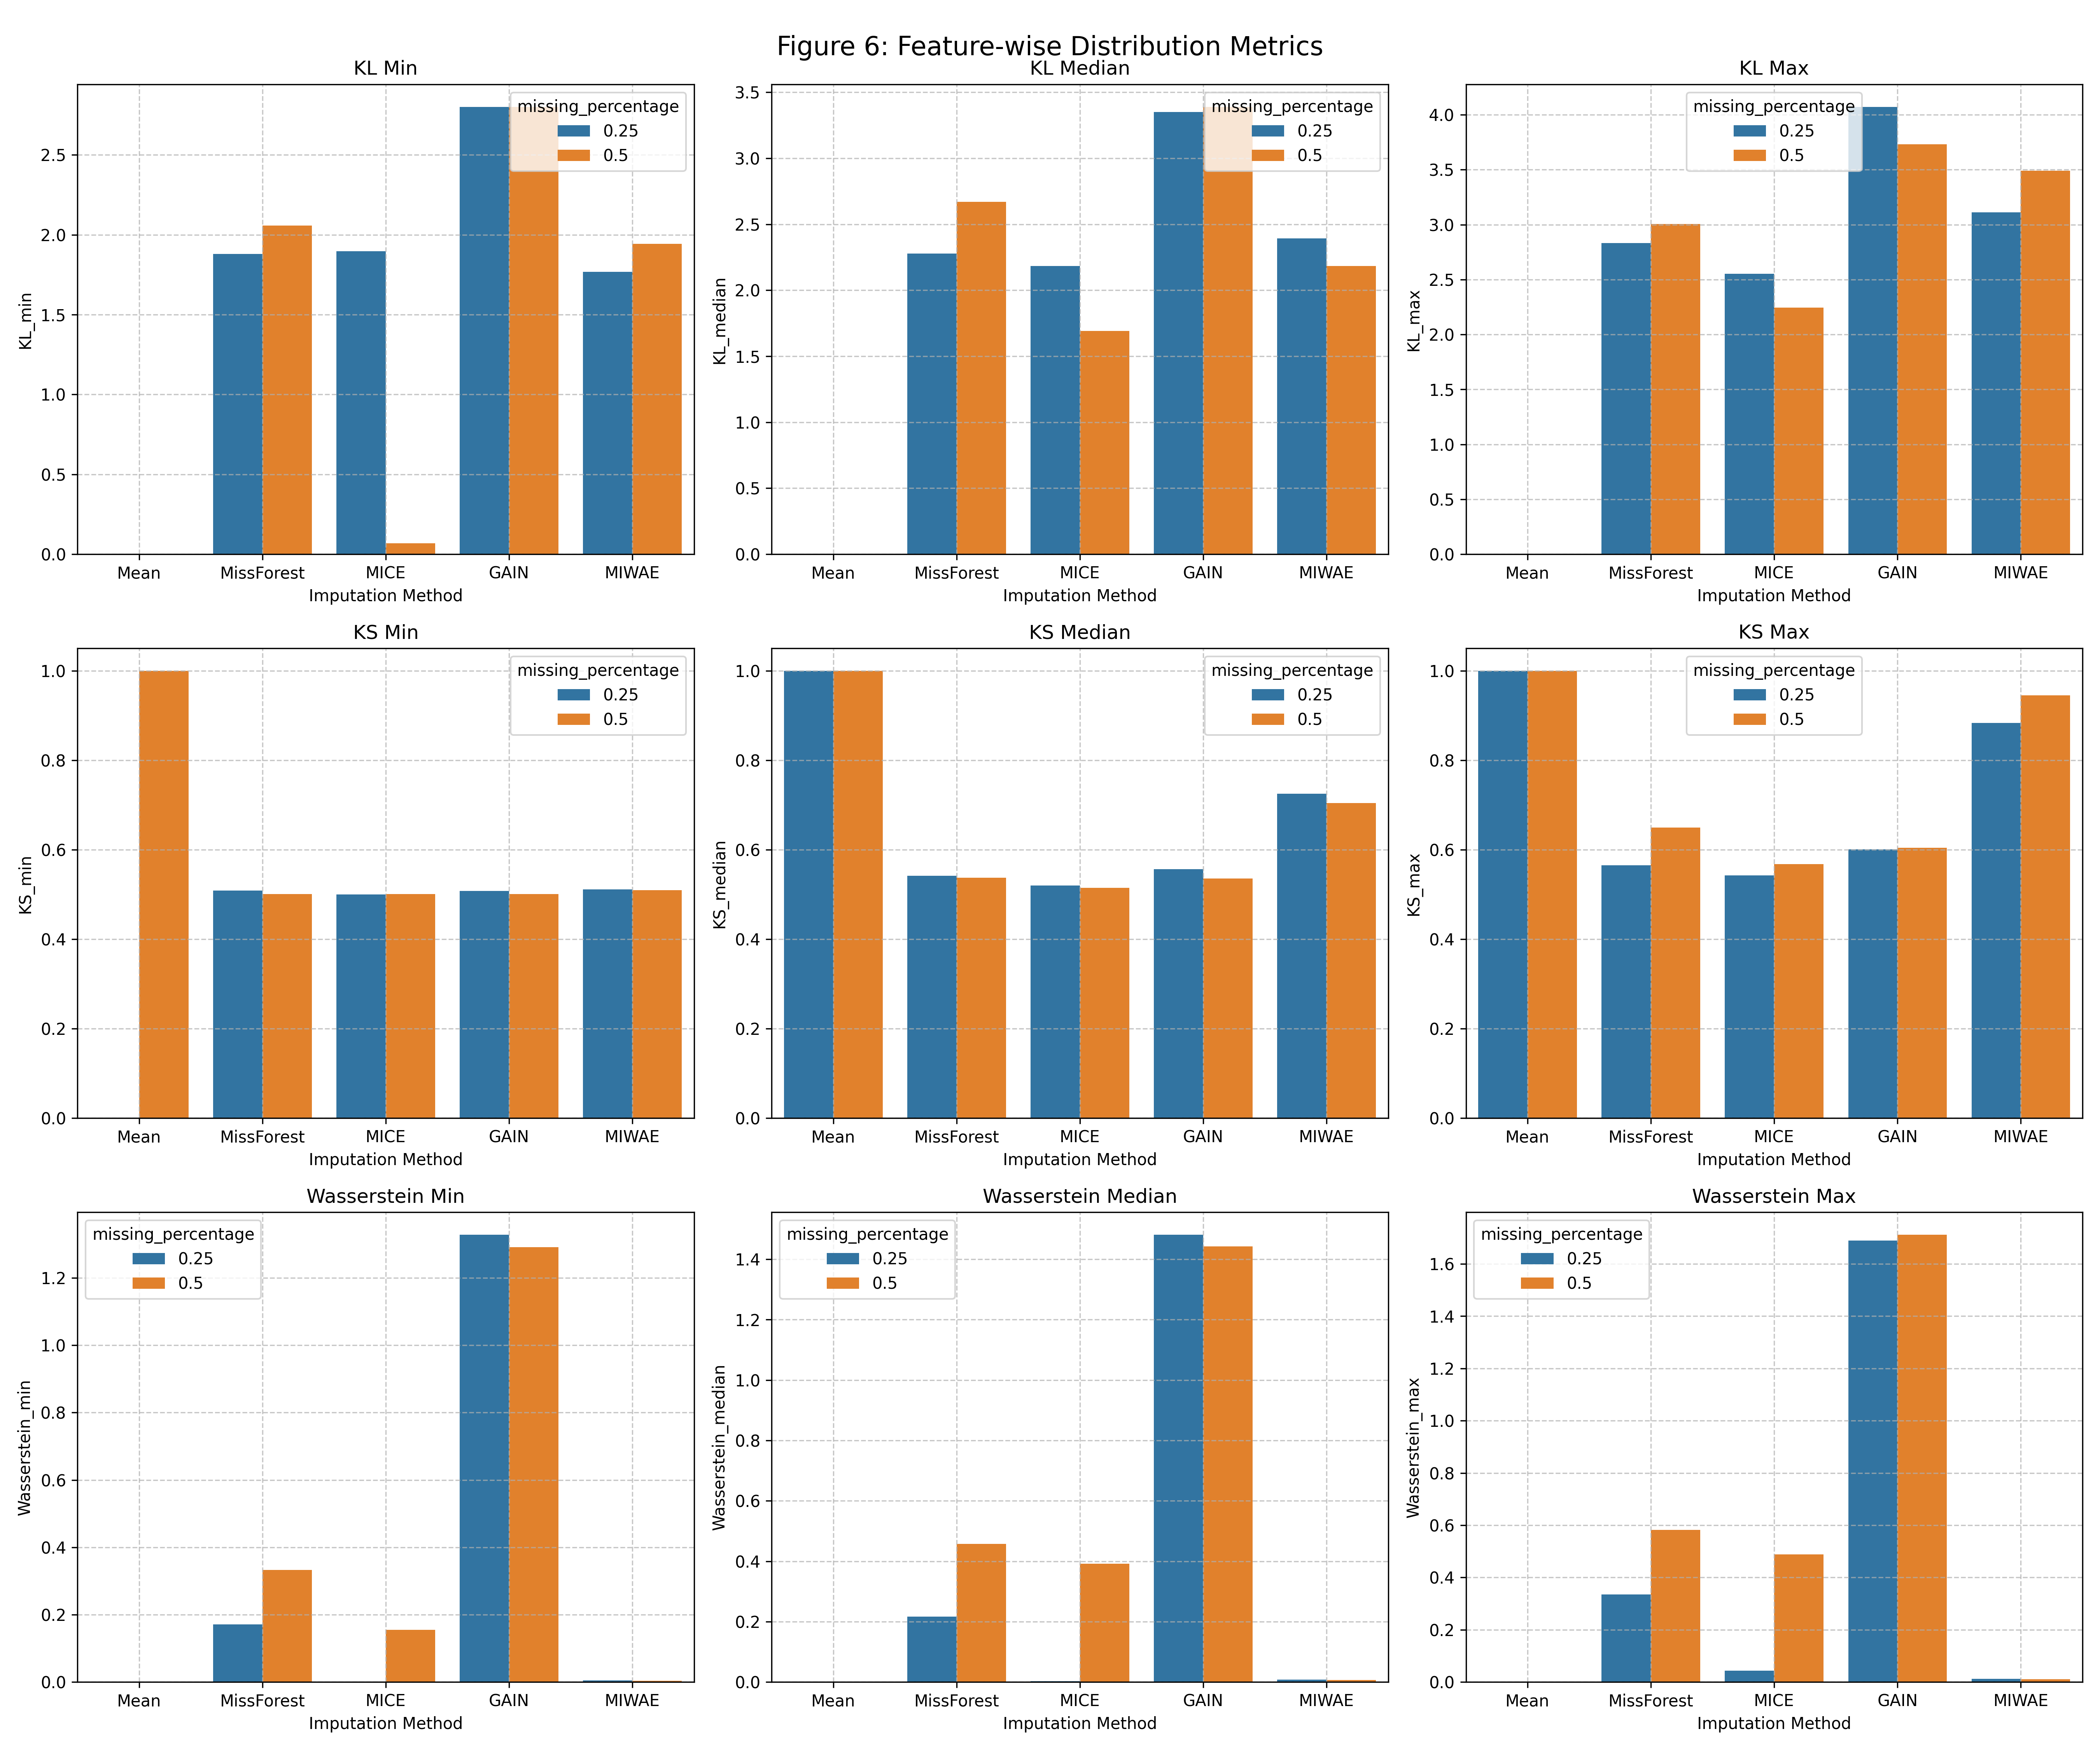 Figure 6: Feature-wise Distribution Metrics
KL Min
KL_min
2.5
2.0
1.5
1.0
0.5
0.0
missing_percentage
0.25
0.5
Mean MissForest MICE GAIN MIWAE
Imputation Method
KL Median
KL_median
3.5
3.0
2.5
2.0
1.5
1.0
0.5
0.0
missing_percentage
0.25
0.5
Mean MissForest MICE GAIN MIWAE
Imputation Method
KL Max
KL_max
4.0
3.5
3.0
2.5
2.0
1.5
1.0
0.5
0.0
missing_percentage
0.25
0.5
Mean MissForest MICE GAIN MIWAE
Imputation Method
KS Min
KS_min
1.0
0.8
0.6
0.4
0.2
0.0
missing_percentage
0.25
0.5
Mean MissForest MICE GAIN MIWAE
Imputation Method
KS Median
KS_median
1.0
0.8
0.6
0.4
0.2
0.0
missing_percentage
0.25
0.5
Mean MissForest MICE GAIN MIWAE
Imputation Method
KS Max
KS_max
1.0
0.8
0.6
0.4
0.2
0.0
missing_percentage
0.25
0.5
Mean MissForest MICE GAIN MIWAE
Imputation Method
Wasserstein Min
Wasserstein_min
1.2
1.0
0.8
0.6
0.4
0.2
0.0
missing_percentage
0.25
0.5
Mean MissForest MICE GAIN MIWAE
Imputation Method
Wasserstein Median
Wasserstein_median
1.4
1.2
1.0
0.8
0.6
0.4
0.2
0.0
missing_percentage
0.25
0.5
Mean MissForest MICE GAIN MIWAE
Imputation Method
Wasserstein Max
Wasserstein_max
1.6
1.4
1.2
1.0
0.8
0.6
0.4
0.2
0.0
missing_percentage
0.25
0.5
Mean MissForest MICE GAIN MIWAE
Imputation Method